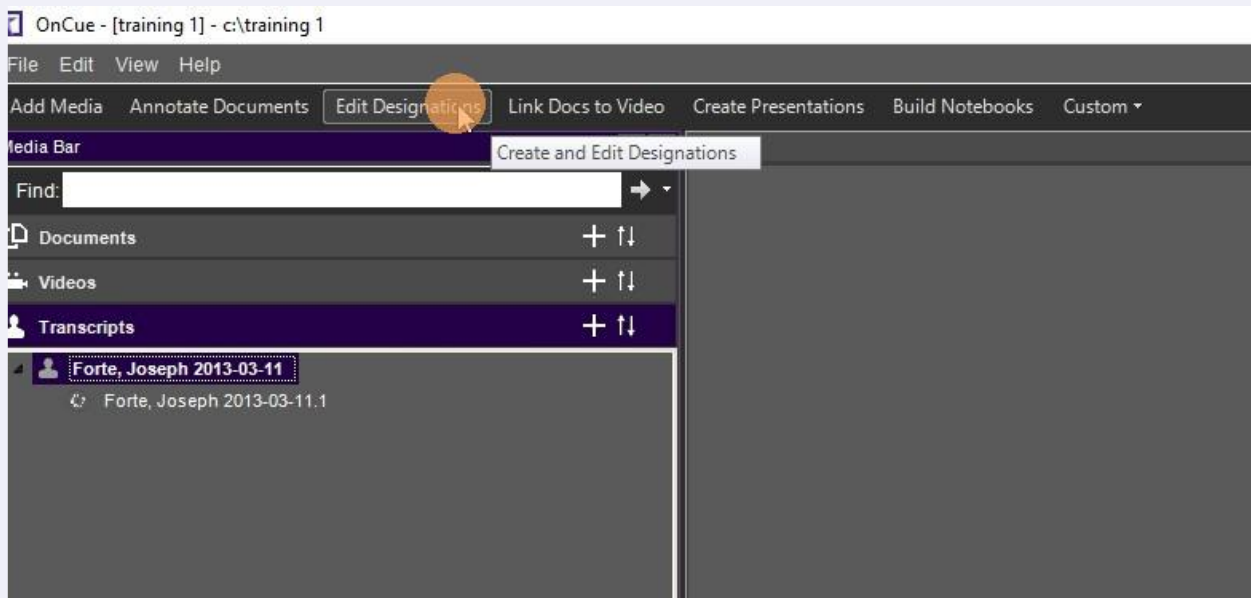 OnCue - [training 1] - c:\training 1
File Edit View Help
Add Media Annotate Documents Edit Designations Link Docs to Video Create Presentations Build Notebooks Custom
Media Bar
Create and Edit Designations
Find:
Documents
Videos
Transcripts
Forte, Joseph 2013-03-11
Forte, Joseph 2013-03-11.1